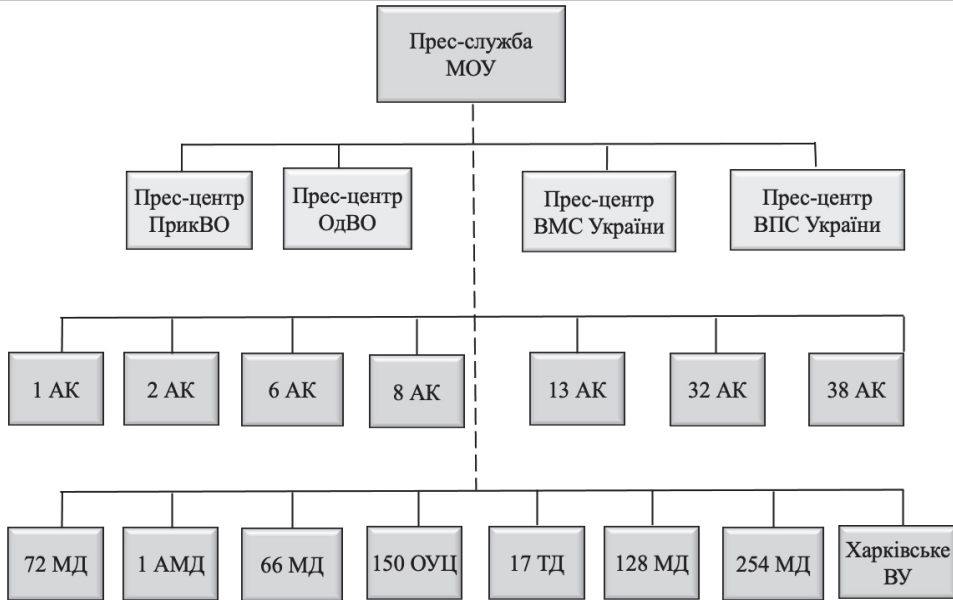 Прес-служба
МОУ
Прес-центр
ПрикВО
Прес-центр
ОдВО
Прес-центр
ВМС України
Прес-центр
ВПС України
1 АК
2 АК
6 АК
8 АК
13 АК
32 АК
38 АК
72 МД
1 АМД
66 МД
150 ОУЦ
17 ТД
128 МД
254 МД
Харківське
ВУ